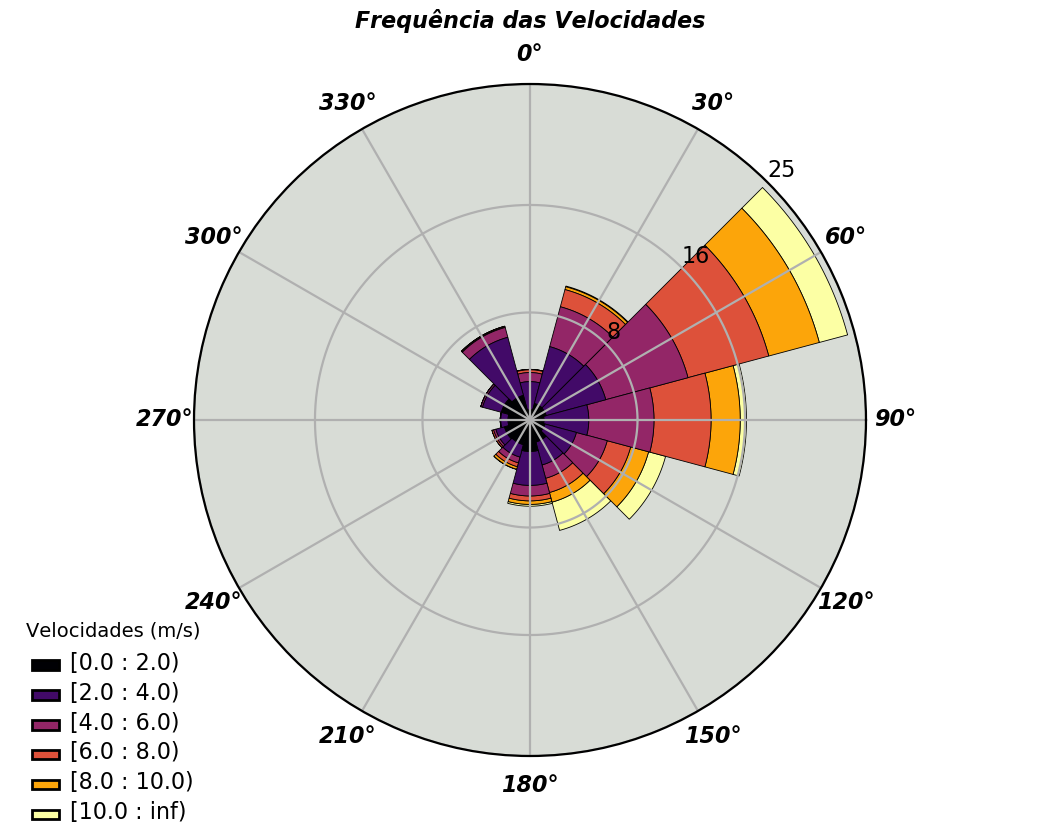 Frequência das Velocidades
0°
330°
30°
25
300°
60°
16
8
270°
90°
240°
120°
210°
150°
180°
Velocidades (m/s)
[0.0 : 2.0)
[2.0 : 4.0)
[4.0 : 6.0)
[6.0 : 8.0)
[8.0 : 10.0)
[10.0 : inf)